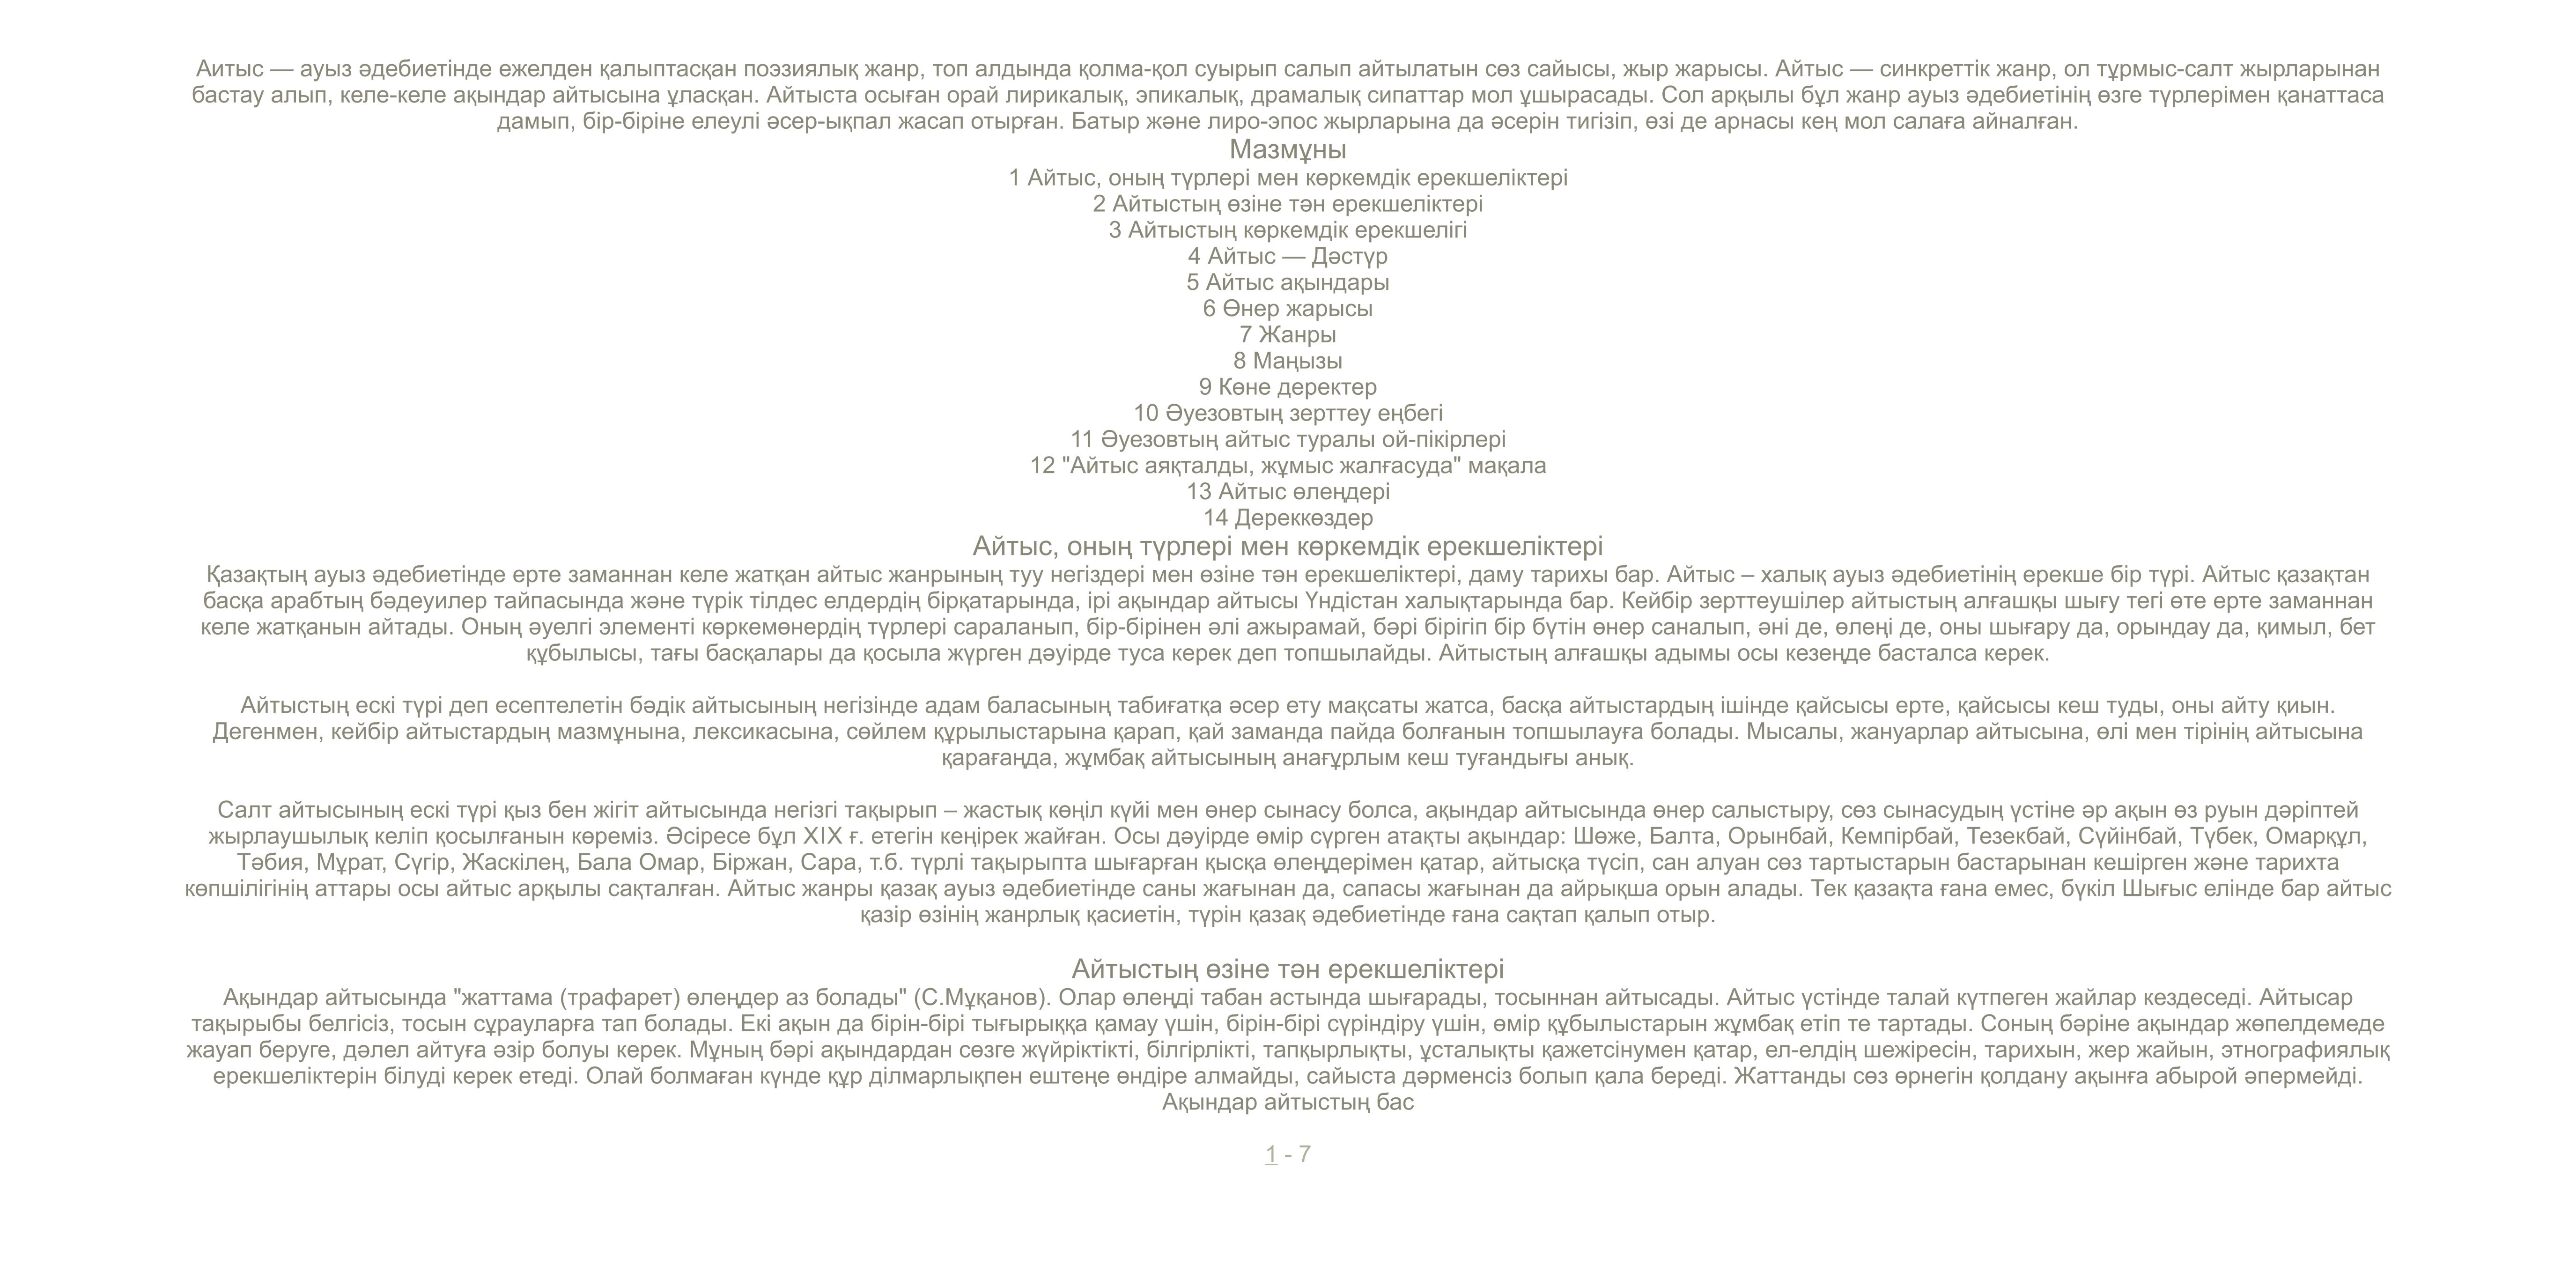 Аитыс — ауыз әдебиетінде ежелден қалыптасқан поэзиялық жанр, топ алдында қолма-қол суырып салып айтылатын сөз сайысы, жыр жарысы. Айтыс — синкреттік жанр, ол тұрмыс-салт жырларынан
бастау алып, келе-келе ақындар айтысына ұласқан. Айтыста осыған орай лирикалық, эпикалық, драмалық сипаттар мол ұшырасады. Сол арқылы бұл жанр ауыз әдебиетінің өзге түрлерімен қанаттаса
дамып, бір-біріне елеулі әсер-ықпал жасап отырған. Батыр және лиро-эпос жырларына да әсерін тигізіп, өзі де арнасы кең мол салаға айналған.
Мазмұны
1 Айтыс, оның түрлері мен көркемдік ерекшеліктері
2 Айтыстың өзіне тән ерекшеліктері
3 Айтыстың көркемдік ерекшелігі
4 Айтыс — Дәстүр
5 Айтыс ақындары
6 Өнер жарысы
7 Жанры
8 Маңызы
9 Көне деректер
10 Әуезовтың зерттеу еңбегі
11 Әуезовтың айтыс туралы ой-пікірлері
12 "Айтыс аяқталды, жұмыс жалғасуда" мақала
13 Айтыс өлеңдері
14 Дереккөздер
Айтыс, оның түрлері мен көркемдік ерекшеліктері
Қазақтың ауыз әдебиетінде ерте заманнан келе жатқан айтыс жанрының туу негіздері мен өзіне тән ерекшеліктері, даму тарихы бар. Айтыс – халық ауыз әдебиетінің ерекше бір түрі. Айтыс қазақтан
басқа арабтың бәдеуилер тайпасында және түрік тілдес елдердің бірқатарында, ірі ақындар айтысы Үндістан халықтарында бар. Кейбір зерттеушілер айтыстың алғашқы шығу тегі өте ерте заманнан
келе жатқанын айтады. Оның әуелгі элементі көркемөнердің түрлері сараланып, бір-бірінен әлі ажырамай, бәрі бірігіп бір бүтін өнер саналып, әні де, өлеңі де, оны шығару да, орындау да, қимыл, бет
құбылысы, тағы басқалары да қосыла жүрген дәуірде туса керек деп топшылайды. Айтыстың алғашқы адымы осы кезеңде басталса керек.
Айтыстың ескі түрі деп есептелетін бәдік айтысының негізінде адам баласының табиғатқа әсер ету мақсаты жатса, басқа айтыстардың ішінде қайсысы ерте, қайсысы кеш туды, оны айту қиын.
Дегенмен, кейбір айтыстардың мазмұнына, лексикасына, сөйлем құрылыстарына қарап, қай заманда пайда болғанын топшылауға болады. Мысалы, жануарлар айтысына, өлі мен тірінің айтысына
қарағаңда, жұмбақ айтысының анағұрлым кеш туғандығы анық.
Салт айтысының ескі түрі қыз бен жігіт айтысында негізгі тақырып – жастық көңіл күйі мен өнер сынасу болса, ақындар айтысында өнер салыстыру, сөз сынасудың үстіне әр ақын өз руын дәріптей
жырлаушылық келіп қосылғанын көреміз. Әсіресе бұл XIX ғ. етегін кеңірек жайған. Осы дәуірде өмір сүрген атақты ақындар: Шөже, Балта, Орынбай, Кемпірбай, Тезекбай, Сүйінбай, Түбек, Омарқұл,
Тәбия, Мұрат, Сүгір, Жаскілең, Бала Омар, Біржан, Сара, т.б. түрлі тақырыпта шығарған қысқа өлеңдерімен қатар, айтысқа түсіп, сан алуан сөз тартыстарын бастарынан кешірген және тарихта
көпшілігінің аттары осы айтыс арқылы сақталған. Айтыс жанры қазақ ауыз әдебиетінде саны жағынан да, сапасы жағынан да айрықша орын алады. Тек қазақта ғана емес, бүкіл Шығыс елінде бар айтыс
қазір өзінің жанрлық қасиетін, түрін қазақ әдебиетінде ғана сақтап қалып отыр.
Айтыстың өзіне тән ерекшеліктері
Ақындар айтысында "жаттама (трафарет) өлеңдер аз болады" (С.Мұқанов). Олар өлеңді табан астында шығарады, тосыннан айтысады. Айтыс үстінде талай күтпеген жайлар кездеседі. Айтысар
тақырыбы белгісіз, тосын сұрауларға тап болады. Екі ақын да бірін-бірі тығырыққа қамау үшін, бірін-бірі сүріндіру үшін, өмір құбылыстарын жұмбақ етіп те тартады. Соның бәріне ақындар жөпелдемеде
жауап беруге, дәлел айтуға әзір болуы керек. Мұның бәрі ақындардан сөзге жүйріктікті, білгірлікті, тапқырлықты, ұсталықты қажетсінумен қатар, ел-елдің шежіресін, тарихын, жер жайын, этнографиялық
ерекшеліктерін білуді керек етеді. Олай болмаған күнде құр ділмарлықпен ештеңе өндіре алмайды, сайыста дәрменсіз болып қала береді. Жаттанды сөз өрнегін қолдану ақынға абырой әпермейді.
Ақындар айтыстың бас
1 - 7